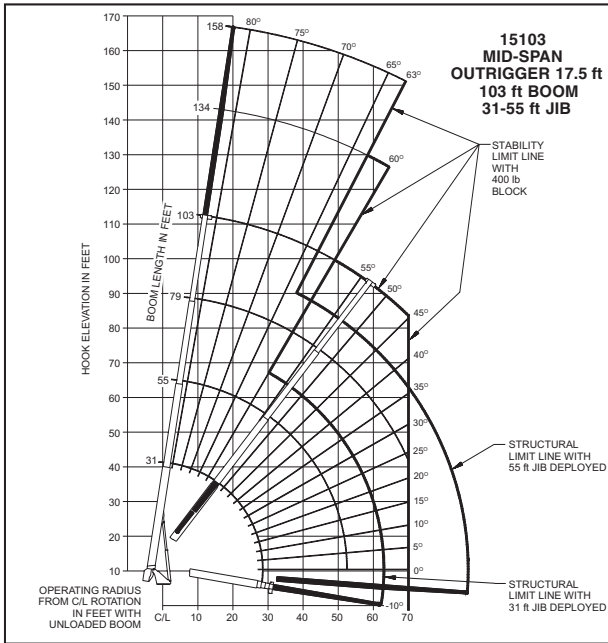 15103
MID-SPAN
OUTRIGGER 17.5 ft
103 ft BOOM
31-55 ft JIB
HOOK ELEVATION IN FEET
170
160
150
140
130
120
110
100
90
80
70
60
50
40
30
20
10
BOOM LENGTH IN FEET
158
134
103
79
55
31
80°
75°
70°
65°
63°
60°
55°
50°
45°
40°
35°
30°
25°
20°
15°
10°
5°
0°
-10°
STABILITY
LIMIT LINE
WITH
400 lb
BLOCK
STRUCTURAL
LIMIT LINE WITH
55 ft JIB DEPLOYED
STRUCTURAL
LIMIT LINE WITH
31 ft JIB DEPLOYED
OPERATING RADIUS
FROM C/L ROTATION
IN FEET WITH
UNLOADED BOOM
C/L
10
20
30
40
50
60
70